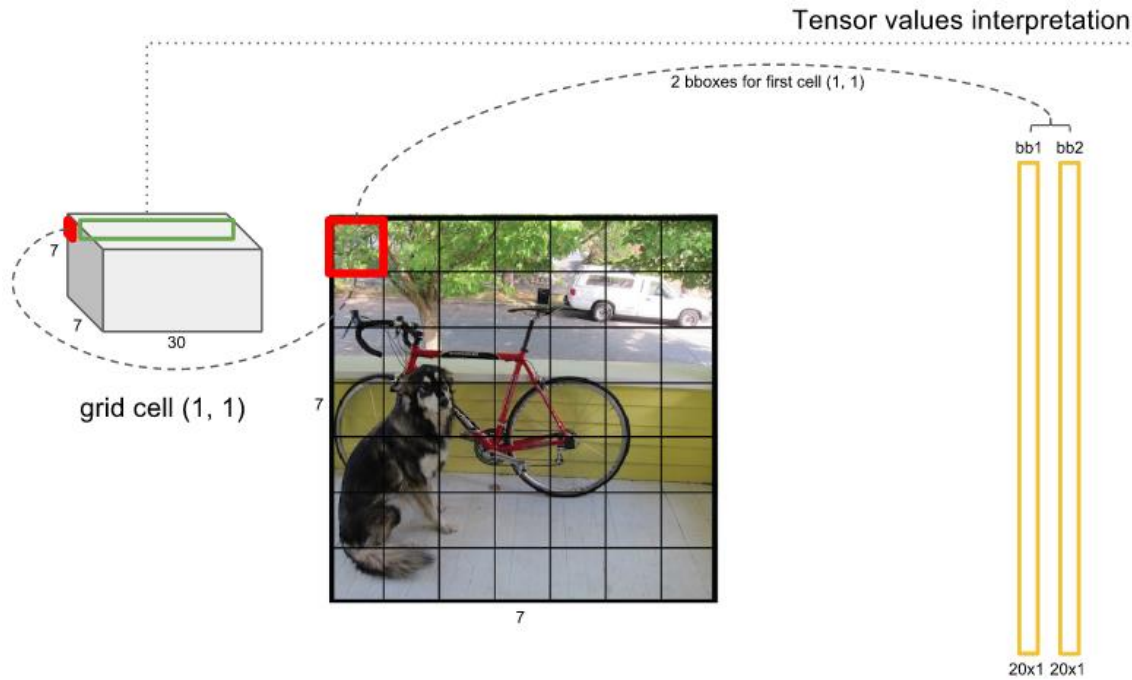 Tensor values interpretation
2 bboxes for first cell (1, 1)
bb1 bb2
7
7
30
grid cell (1, 1)
7
7
20x1 20x1